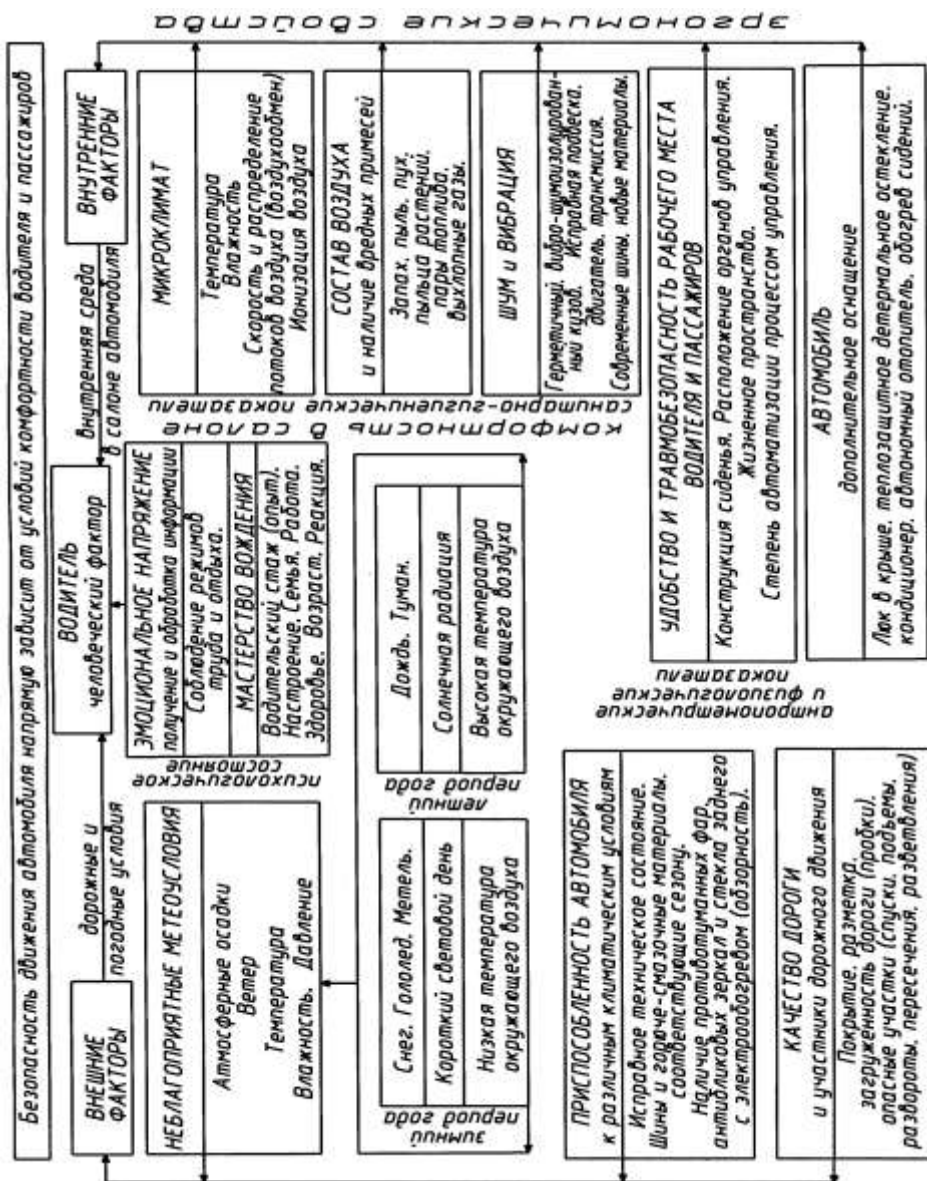 Безопасность движения автомобиля напрямую зависит от условий комфортности водителя и пассажиров
ВНЕШНИЕ
ФАКТОРЫ
дорожные и
погодные условия
ВОДИТЕЛЬ
человеческий фактор
Внутренняя среда
в салоне автомобиля
ВНУТРЕННИЕ
ФАКТОРЫ
НЕБЛАГОПРИЯТНЫЕ МЕТЕОУСЛОВИЯ
Атмосферные осадки
Ветер
Температура
Влажность. Давление
психологическое
состояние
ЭМОЦИОНАЛЬНОЕ НАПРЯЖЕНИЕ
получение и обработка информации
Соблюдение режимов
труда и отдыха.
МАСТЕРСТВО ВОЖДЕНИЯ
Водительский стаж (опыт).
Настроение. Семья. Работа.
Здоровье. Возраст. Реакция.
МИКРОКЛИМАТ
Температура
Влажность
Скорость и распределение
потоков воздуха (воздухообмен)
Ионизация воздуха
СОСТАВ ВОЗДУХА
и наличие вредных примесей
Запах, пыль, пух,
пыльца растений,
пары топлива,
выхлопные газы.
ШУМ и ВИБРАЦИЯ
Герметичный, вибро-шумоизолирован-
ный кузов. Исправная подвеска,
двигатель, трансмиссия.
Современные шины, новые материалы.
санитарно-гигиенические показатели
комфортность в салоне
эргономические свойства
зимний
период года
Снег. Гололед. Метель.
Короткий световой день
Низкая температура
окружающего воздуха
летний
период года
Дождь. Туман.
Солнечная радиация
Высокая температура
окружающего воздуха
ПРИСПОСОБЛЕННОСТЬ АВТОМОБИЛЯ
к различным климатическим условиям
Исправное техническое состояние.
Шины и горюче-смазочные материалы,
соответствующие сезону.
Наличие противотуманных фар,
антибликовых зеркал и стекла заднего
с электрообогревом (обзорность).
КАЧЕСТВО ДОРОГИ
и участники дорожного движения
Покрытие, разметка,
загруженность дороги (пробки),
опасные участки (спуски, подъемы,
развороты, пересечения, разветвления)
антропометрические
и физиологические
показатели
УДОБСТВО И ТРАВМОБЕЗОПАСНОСТЬ РАБОЧЕГО МЕСТА
ВОДИТЕЛЯ И ПАССАЖИРОВ
Конструкция сиденья. Расположение органов управления.
Жизненное пространство.
Степень автоматизации процессом управления.
АВТОМОБИЛЬ
дополнительное оснащение
Люк в крыше, теплозащитное детермальное остекление,
кондиционер, автономный отопитель, обогрев сидений.